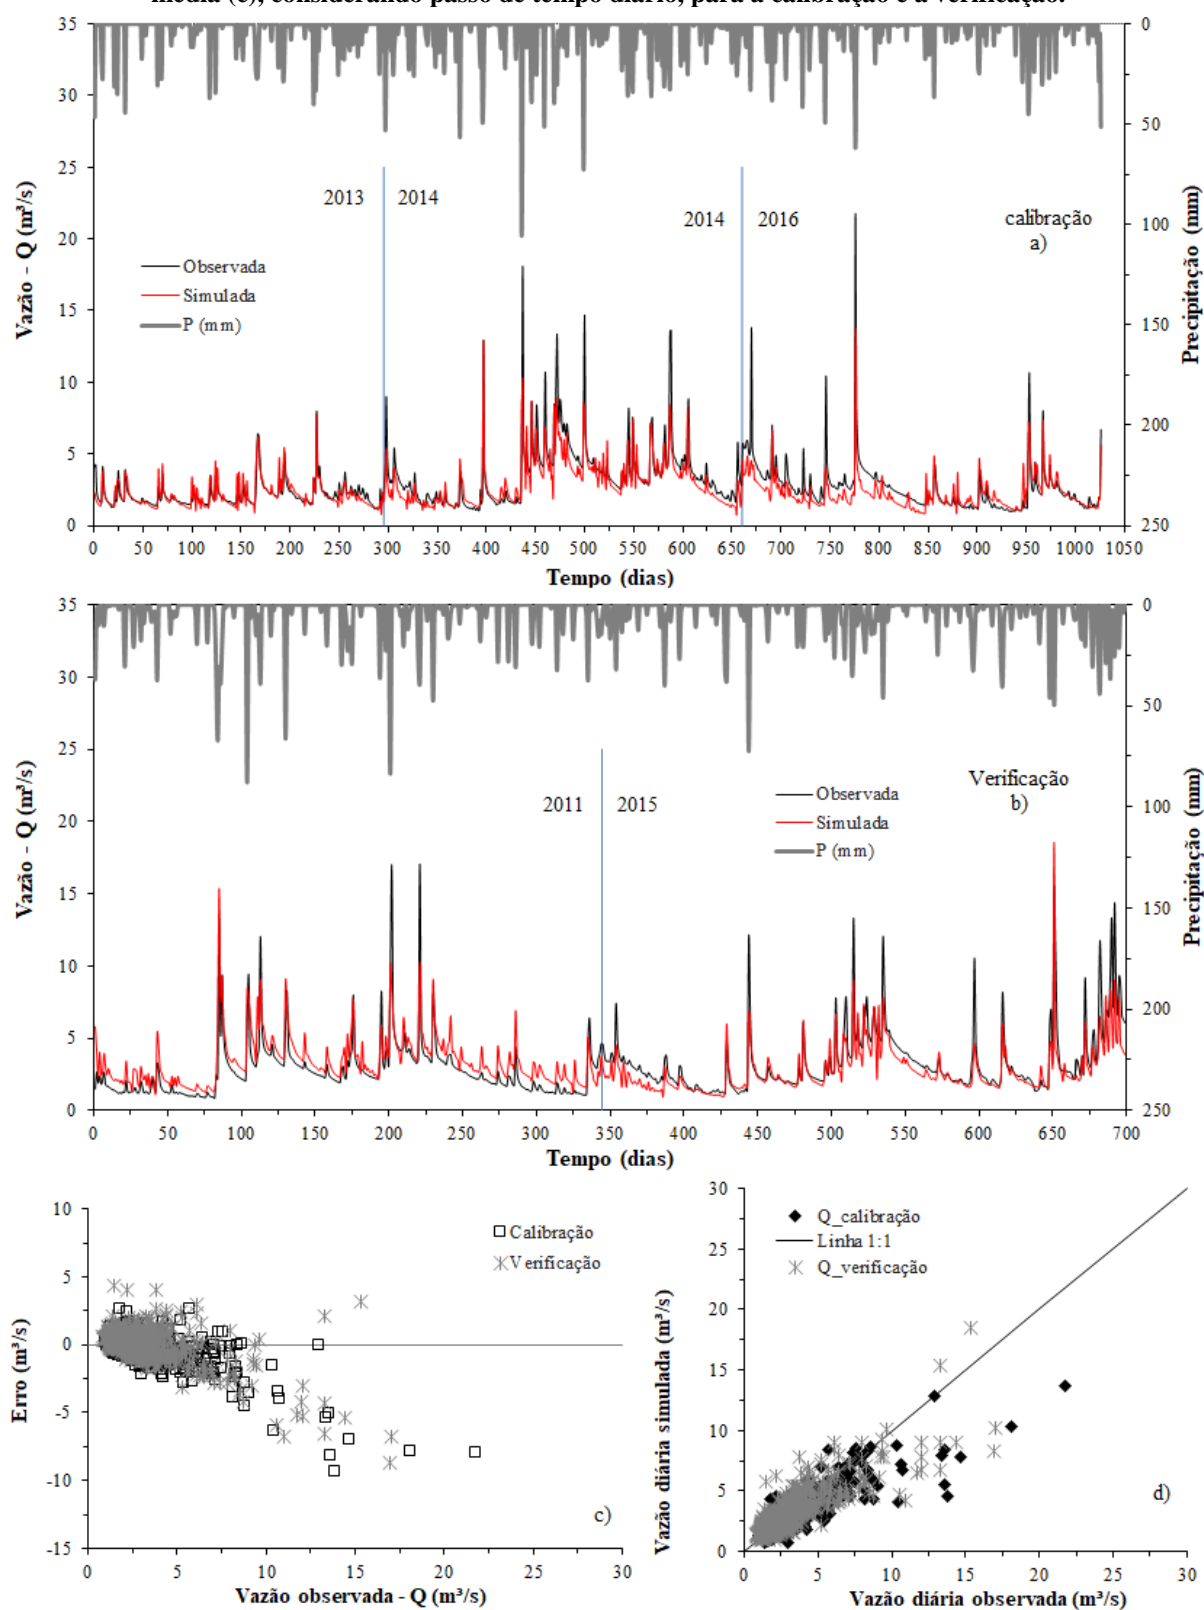 média (c), considerando passo de tempo diário, para a calibração e a verificação.
35
30
25
20
15
10
5
0
Vazão - Q (m³/s)
0
50
100
150
200
250
Precipitação (mm)
2013
2014
2014
2016
calibração
a)
Observada
Simulada
P (mm)
0 50 100 150 200 250 300 350 400 450 500 550 600 650 700 750 800 850 900 950 1000 1050
Tempo (dias)
35
30
25
20
15
10
5
0
Vazão - Q (m³/s)
0
50
100
150
200
250
Precipitação (mm)
2011
2015
Verificação
b)
Observada
Simulada
P (mm)
0 50 100 150 200 250 300 350 400 450 500 550 600 650 700
Tempo (dias)
10
5
0
-5
-10
-15
Erro (m³/s)
Calibração
Verificação
c)
0 5 10 15 20 25 30
Vazão observada - Q (m³/s)
30
25
20
15
10
5
0
Vazão diária simulada (m³/s)
Q_calibração
Linha 1:1
Q_verificação
d)
0 5 10 15 20 25 30
Vazão diária observada (m³/s)